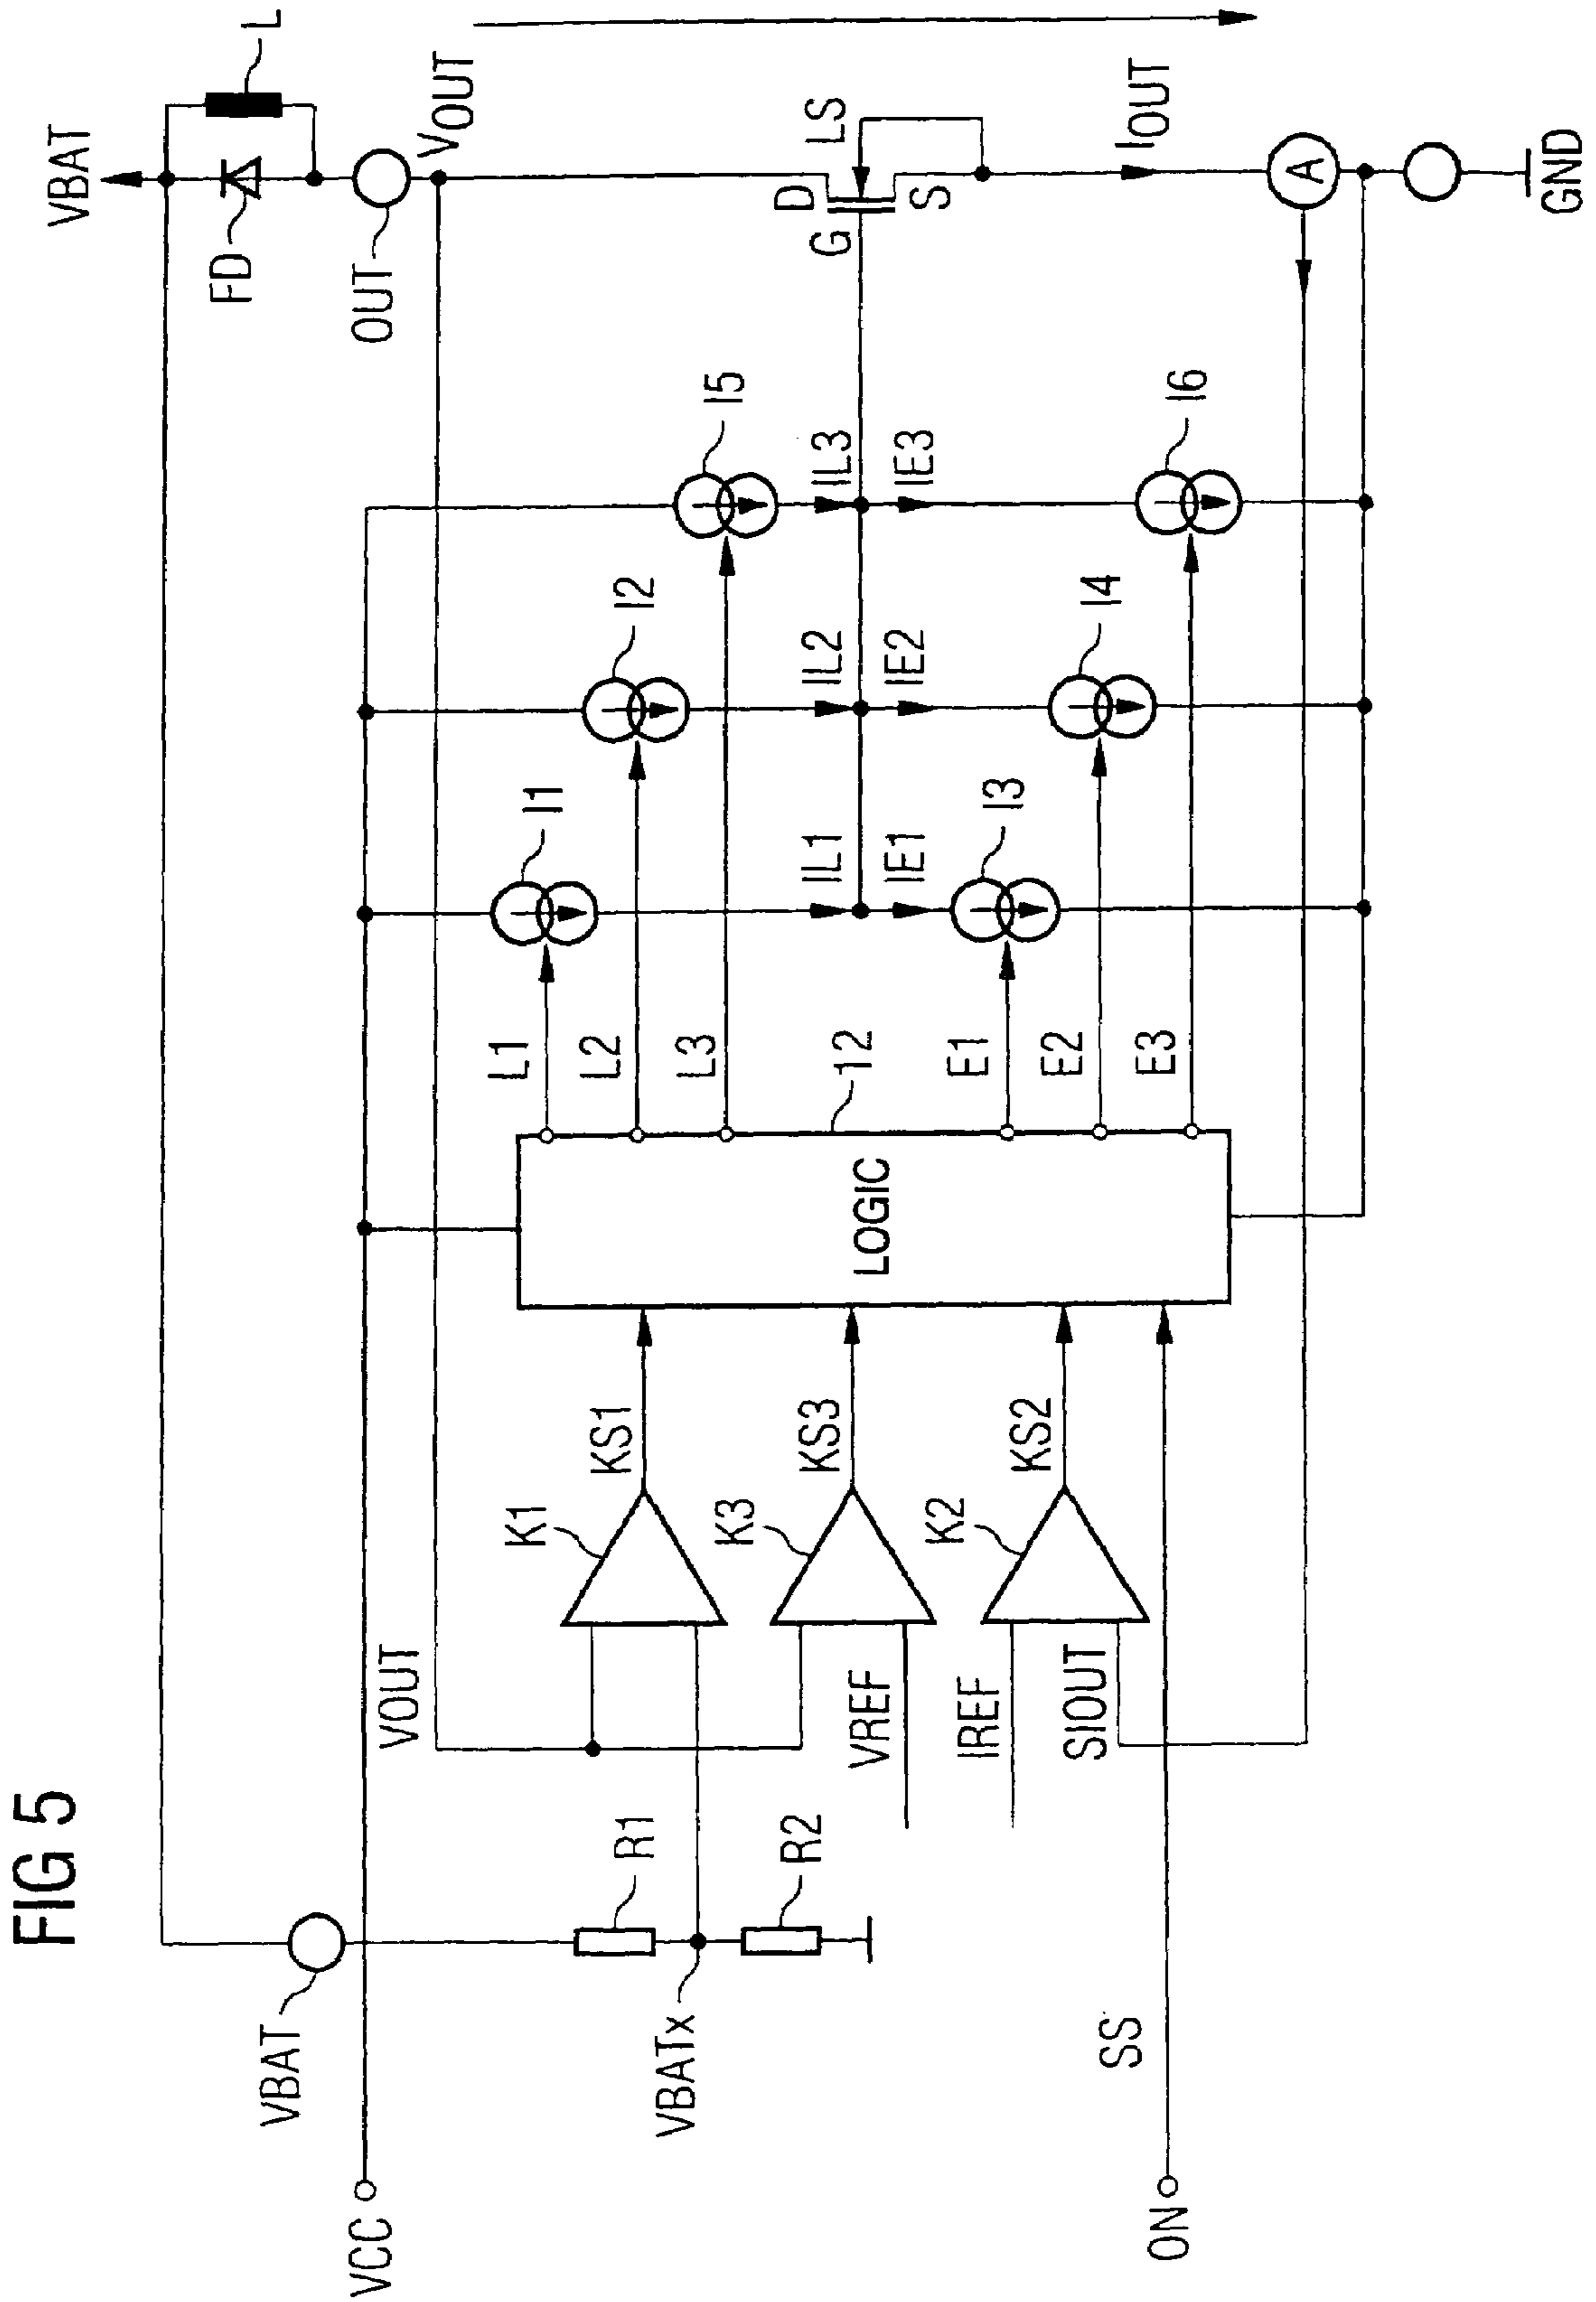 FIG 5
VBAT
L
FD
OUT
VOUT
VBAT
VCC
VOUT
R1
R2
VBATx
K1
KS1
K3
KS3
VREF
K2
KS2
IREF
SIOUT
SS
ON
LOGIC
12
L1
L2
L3
E1
E2
E3
I1
I2
I5
IL1
IL2
IL3
IE1
IE2
IE3
I3
I4
I6
D
LS
G
S
IOUT
A
GND